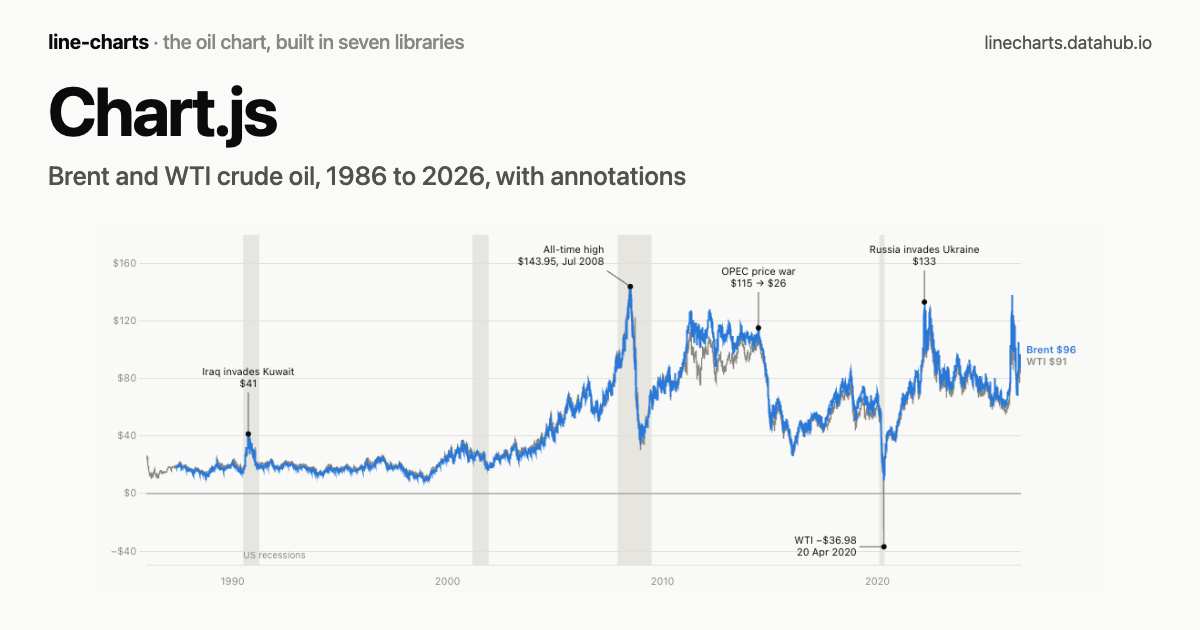 line-charts · the oil chart, built in seven libraries
linecharts.datahub.io
Chart.js
Brent and WTI crude oil, 1986 to 2026, with annotations
All-time high
$143.95, Jul 2008
Russia invades Ukraine
$133
$160
OPEC price war
$115 → $26
$120
Brent $96
WTI $91
Iraq invades Kuwait
$41
$80
$40
$0
WTI −$36.98
20 Apr 2020
−$40
US recessions
1990
2000
2010
2020